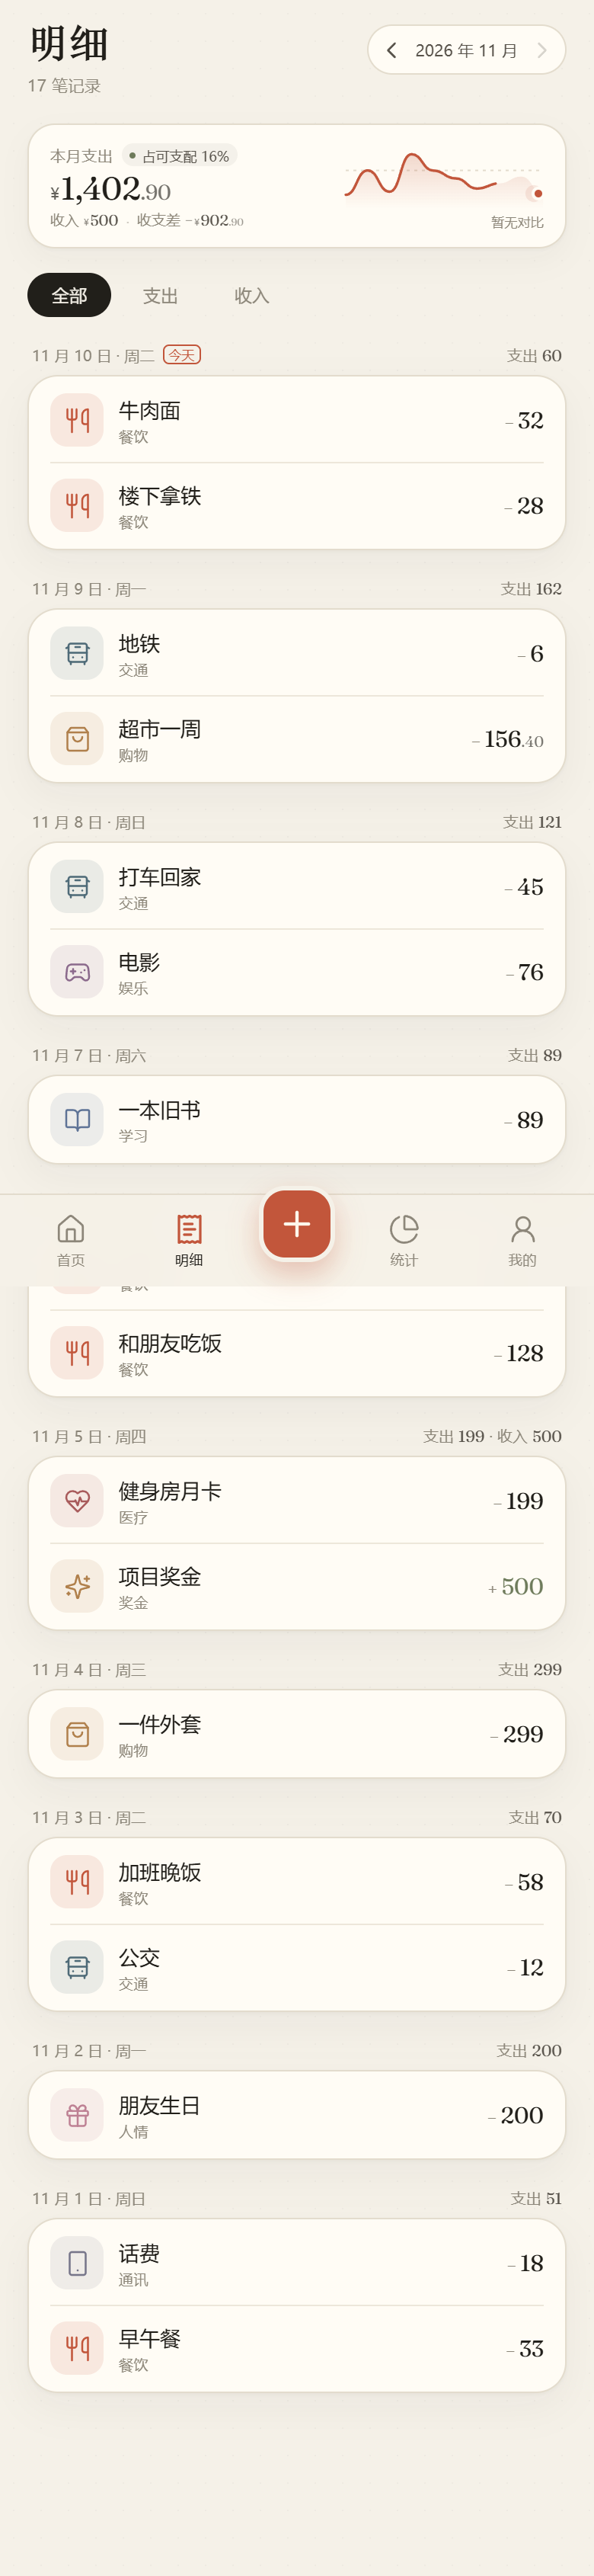 明细
2026 年 11 月
17 笔记录
本月支出 占可支配 16%
¥1,402.90
收入 ¥500 · 收支差 −¥902.90
暂无对比
全部 支出 收入
11 月 10 日 · 周二 今天 支出 60
牛肉面
餐饮
− 32
楼下拿铁
餐饮
− 28
11 月 9 日 · 周一 支出 162
地铁
交通
− 6
超市一周
购物
− 156.40
11 月 8 日 · 周日 支出 121
打车回家
交通
− 45
电影
娱乐
− 76
11 月 7 日 · 周六 支出 89
一本旧书
学习
− 89
首页 明细 统计 我的
和朋友吃饭
餐饮
− 128
11 月 5 日 · 周四 支出 199 · 收入 500
健身房月卡
医疗
− 199
项目奖金
奖金
+ 500
11 月 4 日 · 周三 支出 299
一件外套
购物
− 299
11 月 3 日 · 周二 支出 70
加班晚饭
餐饮
− 58
公交
交通
− 12
11 月 2 日 · 周一 支出 200
朋友生日
人情
− 200
11 月 1 日 · 周日 支出 51
话费
通讯
− 18
早午餐
餐饮
− 33